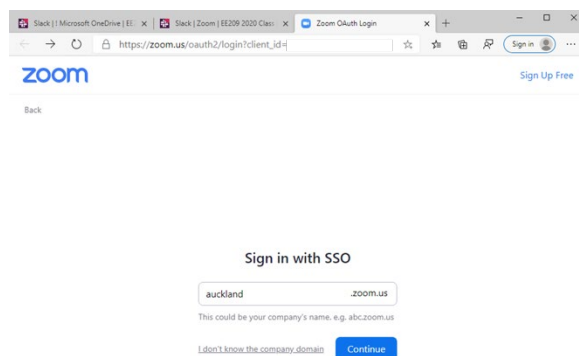 Slack | ! Microsoft OneDrive | EE
Slack | Zoom | EE209 2020 Class
Zoom OAuth Login
https://zoom.us/oauth2/login?client_id=
Sign in
zoom
Sign Up Free
Back
Sign in with SSO
auckland .zoom.us
This could be your company's name. e.g. abc.zoom.us
I don't know the company domain Continue